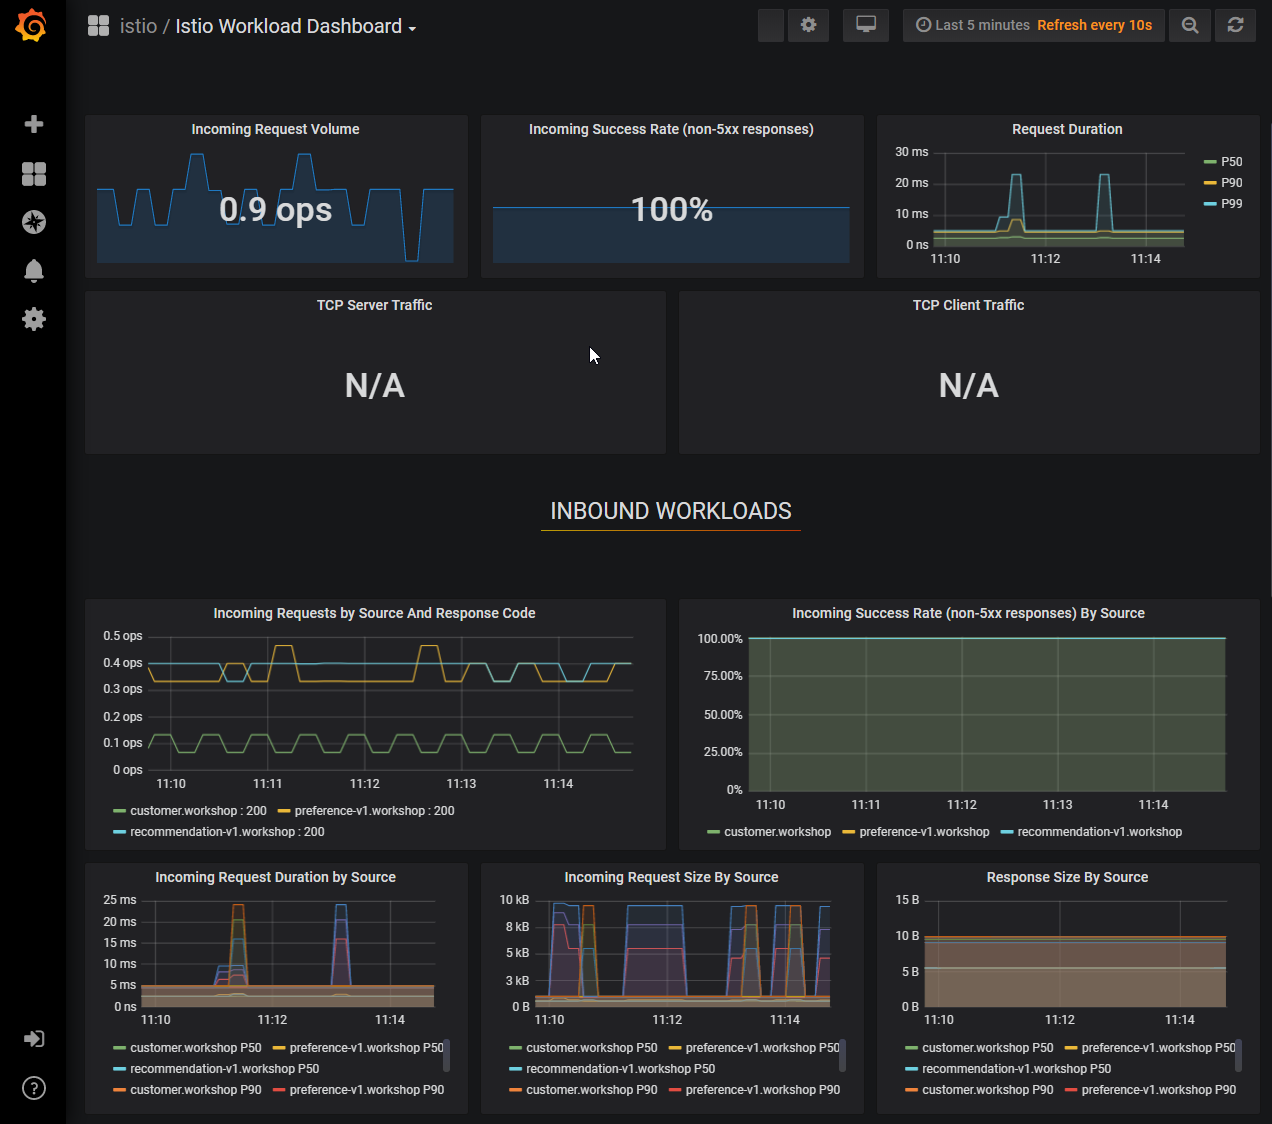 istio / Istio Workload Dashboard
Last 5 minutes Refresh every 10s
Incoming Request Volume
0.9 ops
Incoming Success Rate (non-5xx responses)
100%
Request Duration
30 ms
20 ms
10 ms
0 ns
11:10 11:12 11:14
P50
P90
P99
TCP Server Traffic
N/A
TCP Client Traffic
N/A
INBOUND WORKLOADS
Incoming Requests by Source And Response Code
0.5 ops
0.4 ops
0.3 ops
0.2 ops
0.1 ops
0 ops
11:10 11:11 11:12 11:13 11:14
customer.workshop : 200 preference-v1.workshop : 200
recommendation-v1.workshop : 200
Incoming Success Rate (non-5xx responses) By Source
100.00%
75.00%
50.00%
25.00%
0%
11:10 11:11 11:12 11:13 11:14
customer.workshop preference-v1.workshop recommendation-v1.workshop
Incoming Request Duration by Source
25 ms
20 ms
15 ms
10 ms
5 ms
0 ns
11:10 11:12 11:14
customer.workshop P50 preference-v1.workshop P50
recommendation-v1.workshop P50
customer.workshop P90 preference-v1.workshop P90
Incoming Request Size By Source
10 kB
8 kB
5 kB
3 kB
0 B
11:10 11:12 11:14
customer.workshop P50 preference-v1.workshop P50
recommendation-v1.workshop P50
customer.workshop P90 preference-v1.workshop P90
Response Size By Source
15 B
10 B
5 B
0 B
11:10 11:12 11:14
customer.workshop P50 preference-v1.workshop P50
recommendation-v1.workshop P50
customer.workshop P90 preference-v1.workshop P90